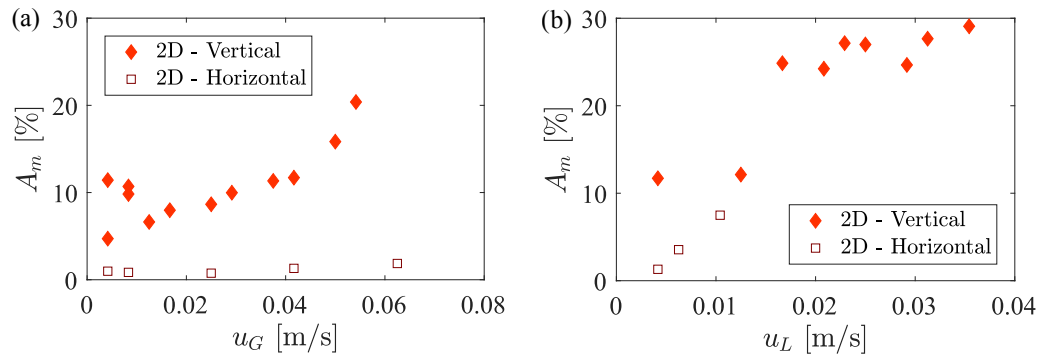 (a)
30
20
10
0
A_m [%]
2D - Vertical
2D - Horizontal
0 0.02 0.04 0.06 0.08
u_G [m/s]
(b)
30
20
10
0
A_m [%]
2D - Vertical
2D - Horizontal
0 0.01 0.02 0.03 0.04
u_L [m/s]